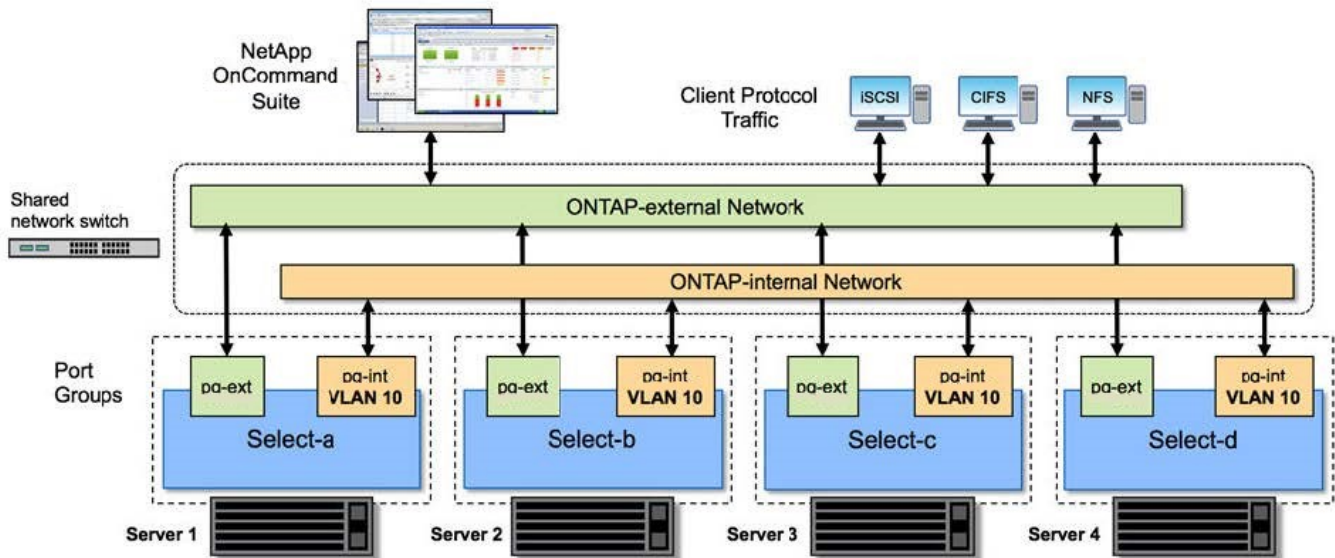 NetApp
OnCommand
Suite
Client Protocol
Traffic
iSCSI
CIFS
NFS
Shared
network switch
ONTAP-external Network
ONTAP-internal Network
Port
Groups
pg-ext
pg-int
VLAN 10
Select-a
pg-ext
pg-int
VLAN 10
Select-b
pg-ext
pg-int
VLAN 10
Select-c
pg-ext
pg-int
VLAN 10
Select-d
Server 1
Server 2
Server 3
Server 4